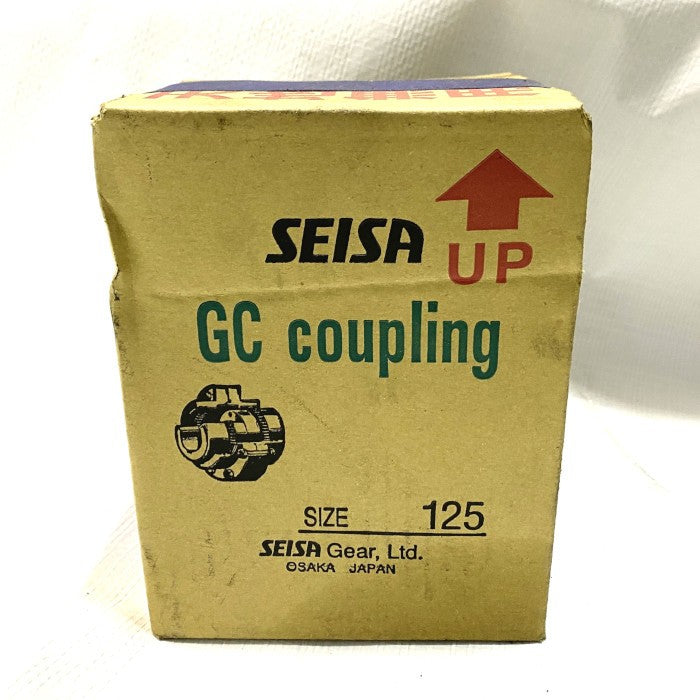 SEISA
UP
GC coupling
SIZE 125
SEISA Gear, Ltd.
OSAKA JAPAN